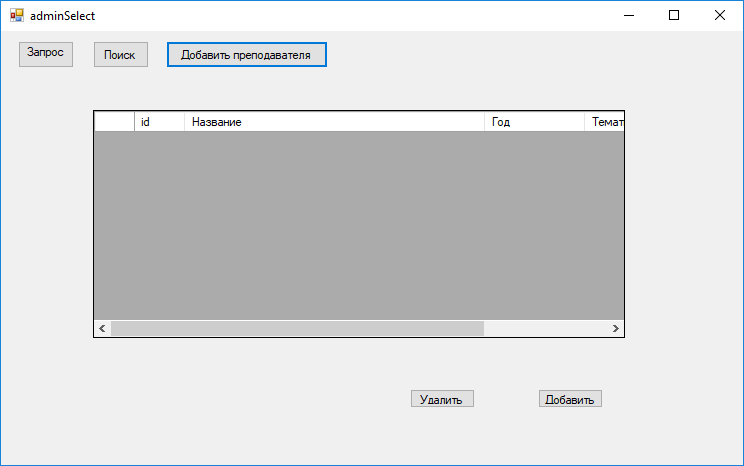 adminSelect
Запрос
Поиск
Добавить преподавателя
id Название Год Темат
Удалить
Добавить